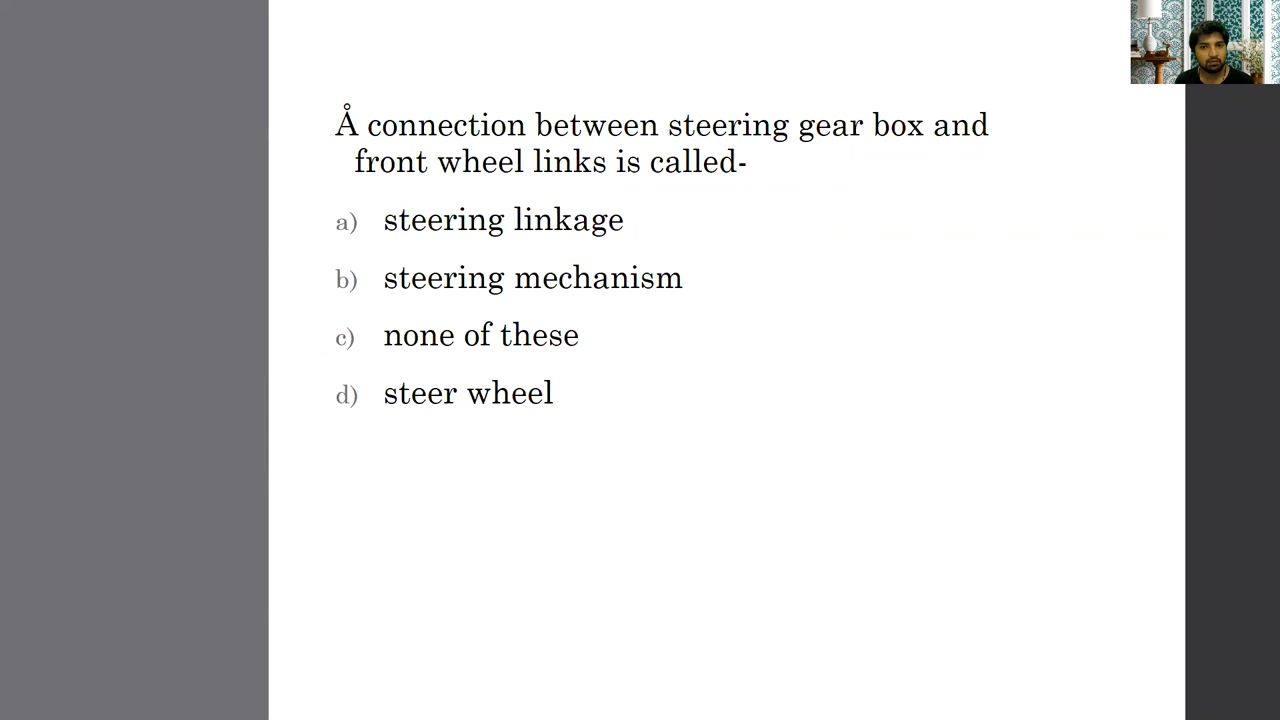 Å connection between steering gear box and
front wheel links is called-
a) steering linkage
b) steering mechanism
c) none of these
d) steer wheel